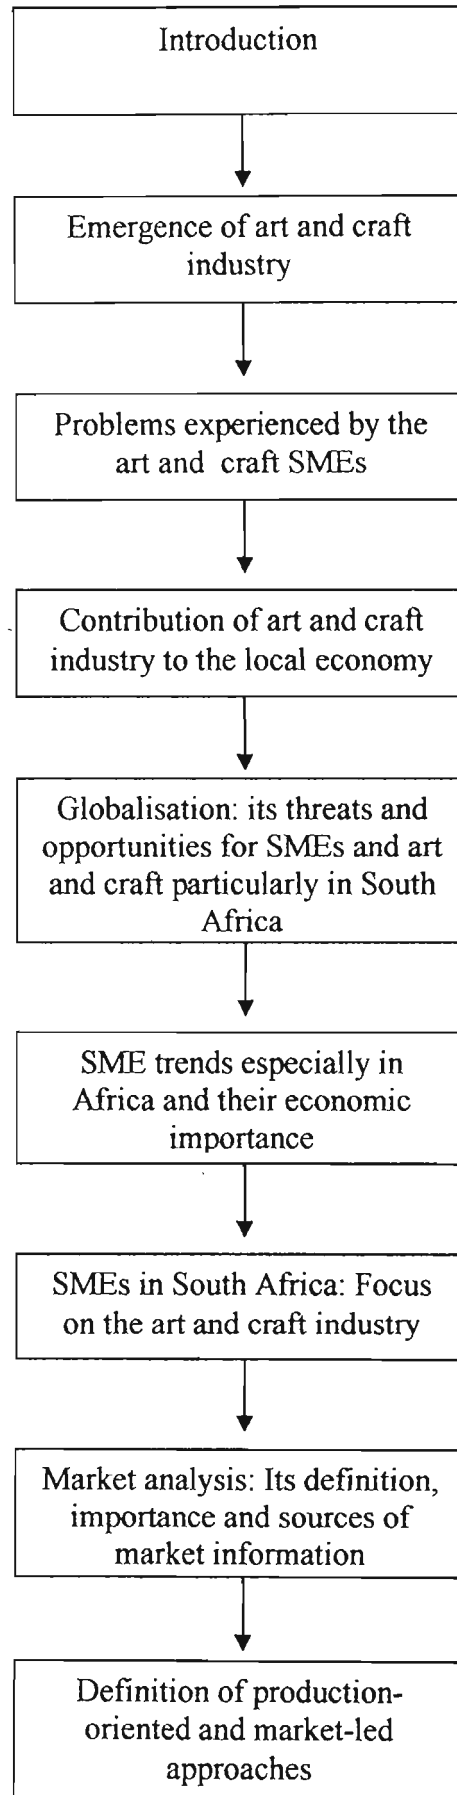 Introduction
Emergence of art and craft
industry
Problems experienced by the
art and craft SMEs
Contribution of art and craft
industry to the local economy
Globalisation: its threats and
opportunities for SMEs and art
and craft particularly in South
Africa
SME trends especially in
Africa and their economic
importance
SMEs in South Africa: Focus
on the art and craft industry
Market analysis: Its definition,
importance and sources of
market information
Definition of production-
oriented and market-led
approaches